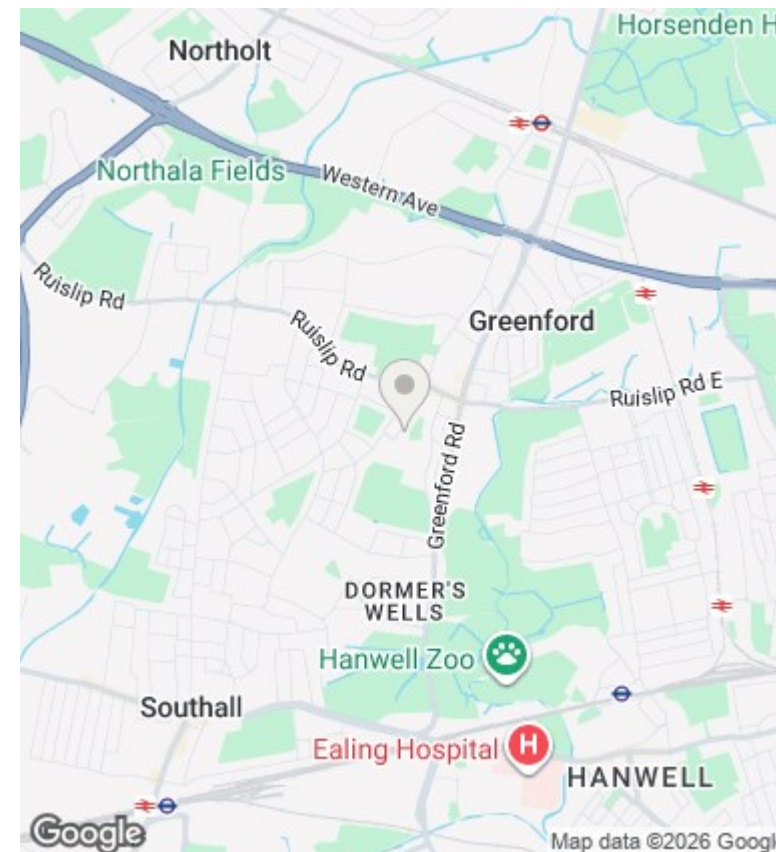 Horsenden H
Northolt
Northala Fields
Western Ave
Ruislip Rd
Ruislip Rd
Greenford
Ruislip Rd E
Greenford Rd
DORMER'S
WELLS
Hanwell Zoo
Southall
Ealing Hospital
H
HANWELL
Google
Map data ©2026 Googl